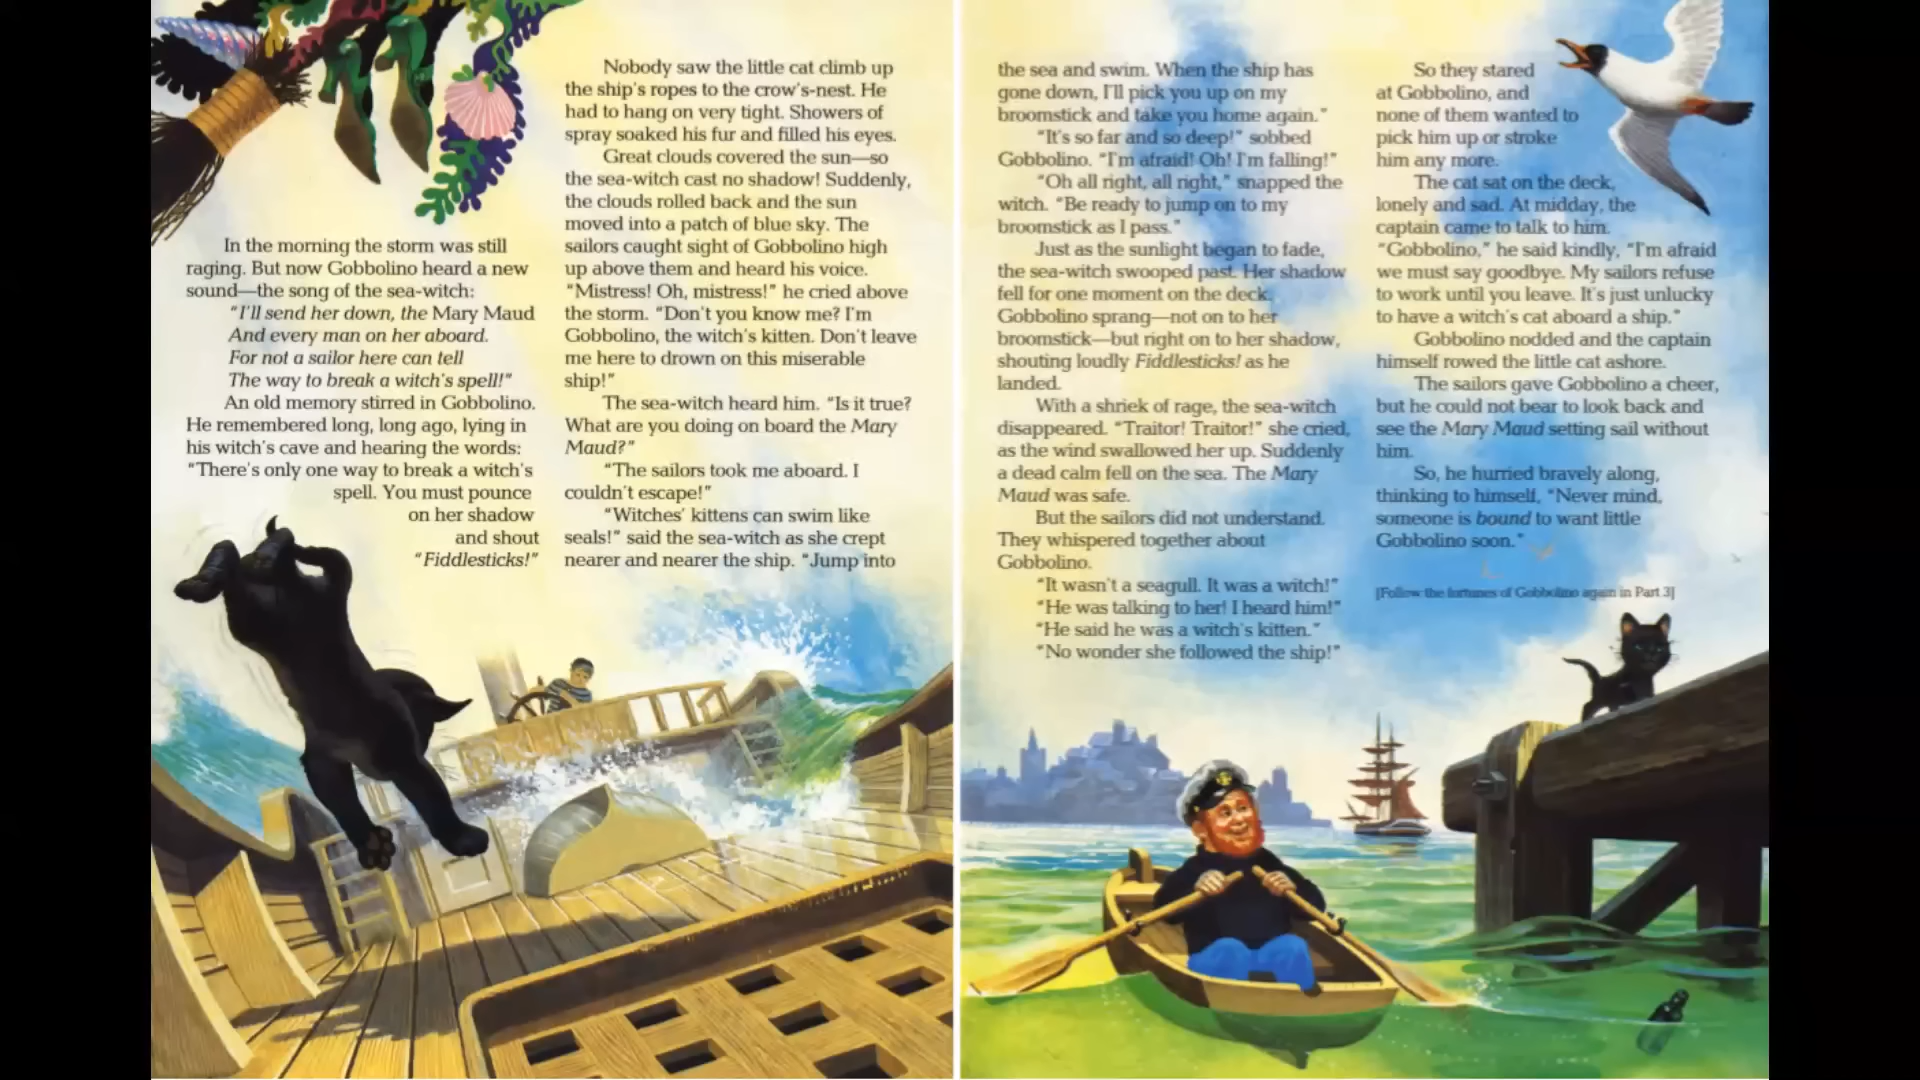 In the morning the storm was still
raging. But now Gobbolino heard a new
sound—the song of the sea-witch:
"I'll send her down, the Mary Maud
And every man on her aboard.
For not a sailor here can tell
The way to break a witch's spell!"
An old memory stirred in Gobbolino.
He remembered long, long ago, lying in
his witch's cave and hearing the words:
"There's only one way to break a witch's
spell. You must pounce
on her shadow
and shout
"Fiddlesticks!"
Nobody saw the little cat climb up
the ship's ropes to the crow's-nest. He
had to hang on very tight. Showers of
spray soaked his fur and filled his eyes.
Great clouds covered the sun—so
the sea-witch cast no shadow! Suddenly,
the clouds rolled back and the sun
moved into a patch of blue sky. The
sailors caught sight of Gobbolino high
up above them and heard his voice.
"Mistress! Oh, mistress!" he cried above
the storm. "Don't you know me? I'm
Gobbolino, the witch's kitten. Don't leave
me here to drown on this miserable
ship!"
The sea-witch heard him. "Is it true?
What are you doing on board the Mary
Maud?"
"The sailors took me aboard. I
couldn't escape!"
"Witches' kittens can swim like
seals!" said the sea-witch as she crept
nearer and nearer the ship. "Jump into
the sea and swim. When the ship has
gone down, I'll pick you up on my
broomstick and take you home again."
"It's so far and so deep!" sobbed
Gobbolino. "I'm afraid! Oh! I'm falling!"
"Oh all right, all right," snapped the
witch. "Be ready to jump on to my
broomstick as I pass."
Just as the sunlight began to fade,
the sea-witch swooped past. Her shadow
fell for one moment on the deck.
Gobbolino sprang—not on to her
broomstick—but right on to her shadow,
shouting loudly Fiddlesticks! as he
landed.
With a shriek of rage, the sea-witch
disappeared. "Traitor! Traitor!" she cried,
as the wind swallowed her up. Suddenly
a dead calm fell on the sea. The Mary
Maud was safe.
But the sailors did not understand.
They whispered together about
Gobbolino.
"It wasn't a seagull. It was a witch!"
"He was talking to her! I heard him!"
"He said he was a witch's kitten."
"No wonder she followed the ship!"
So they stared
at Gobbolino, and
none of them wanted to
pick him up or stroke
him any more.
The cat sat on the deck,
lonely and sad. At midday, the
captain came to talk to him.
"Gobbolino," he said kindly, "I'm afraid
we must say goodbye. My sailors refuse
to work until you leave. It's just unlucky
to have a witch's cat aboard a ship."
Gobbolino nodded and the captain
himself rowed the little cat ashore.
The sailors gave Gobbolino a cheer,
but he could not bear to look back and
see the Mary Maud setting sail without
him.
So, he hurried bravely along,
thinking to himself, "Never mind,
someone is bound to want little
Gobbolino soon."
[Follow the fortunes of Gobbolino again in Part 3]